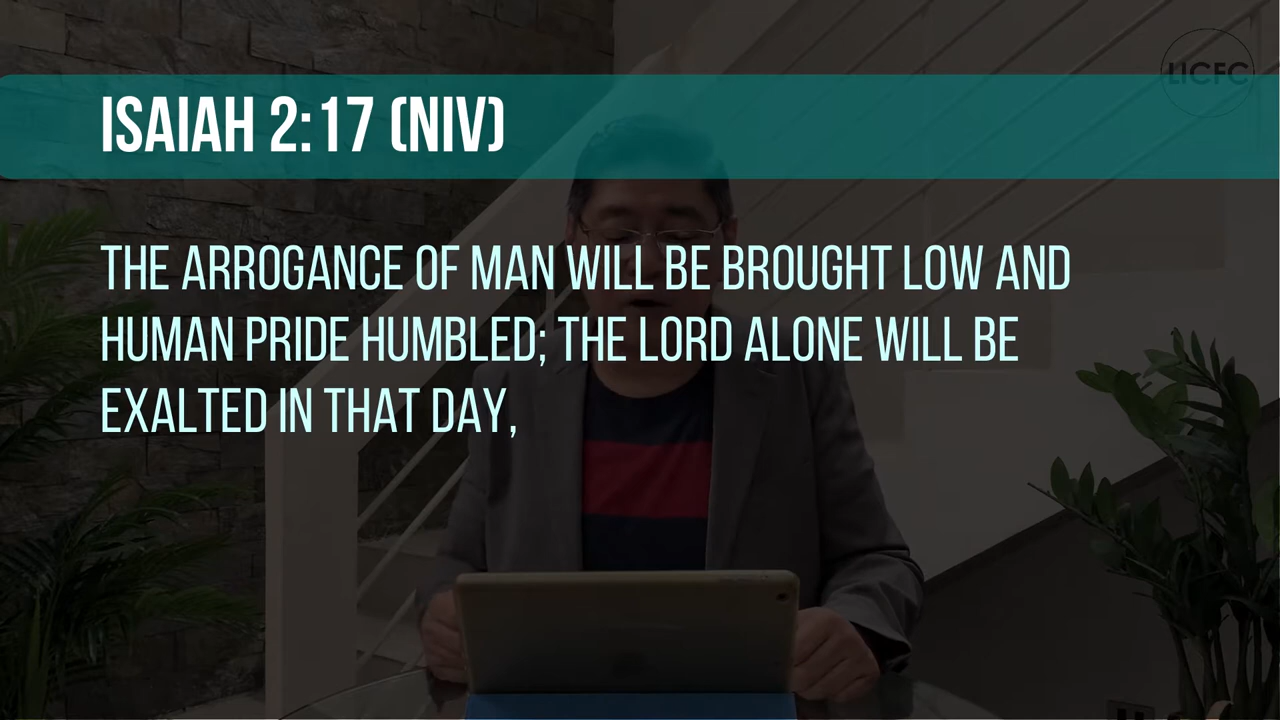 LICFC
ISAIAH 2:17 (NIV)
THE ARROGANCE OF MAN WILL BE BROUGHT LOW AND
HUMAN PRIDE HUMBLED; THE LORD ALONE WILL BE
EXALTED IN THAT DAY,